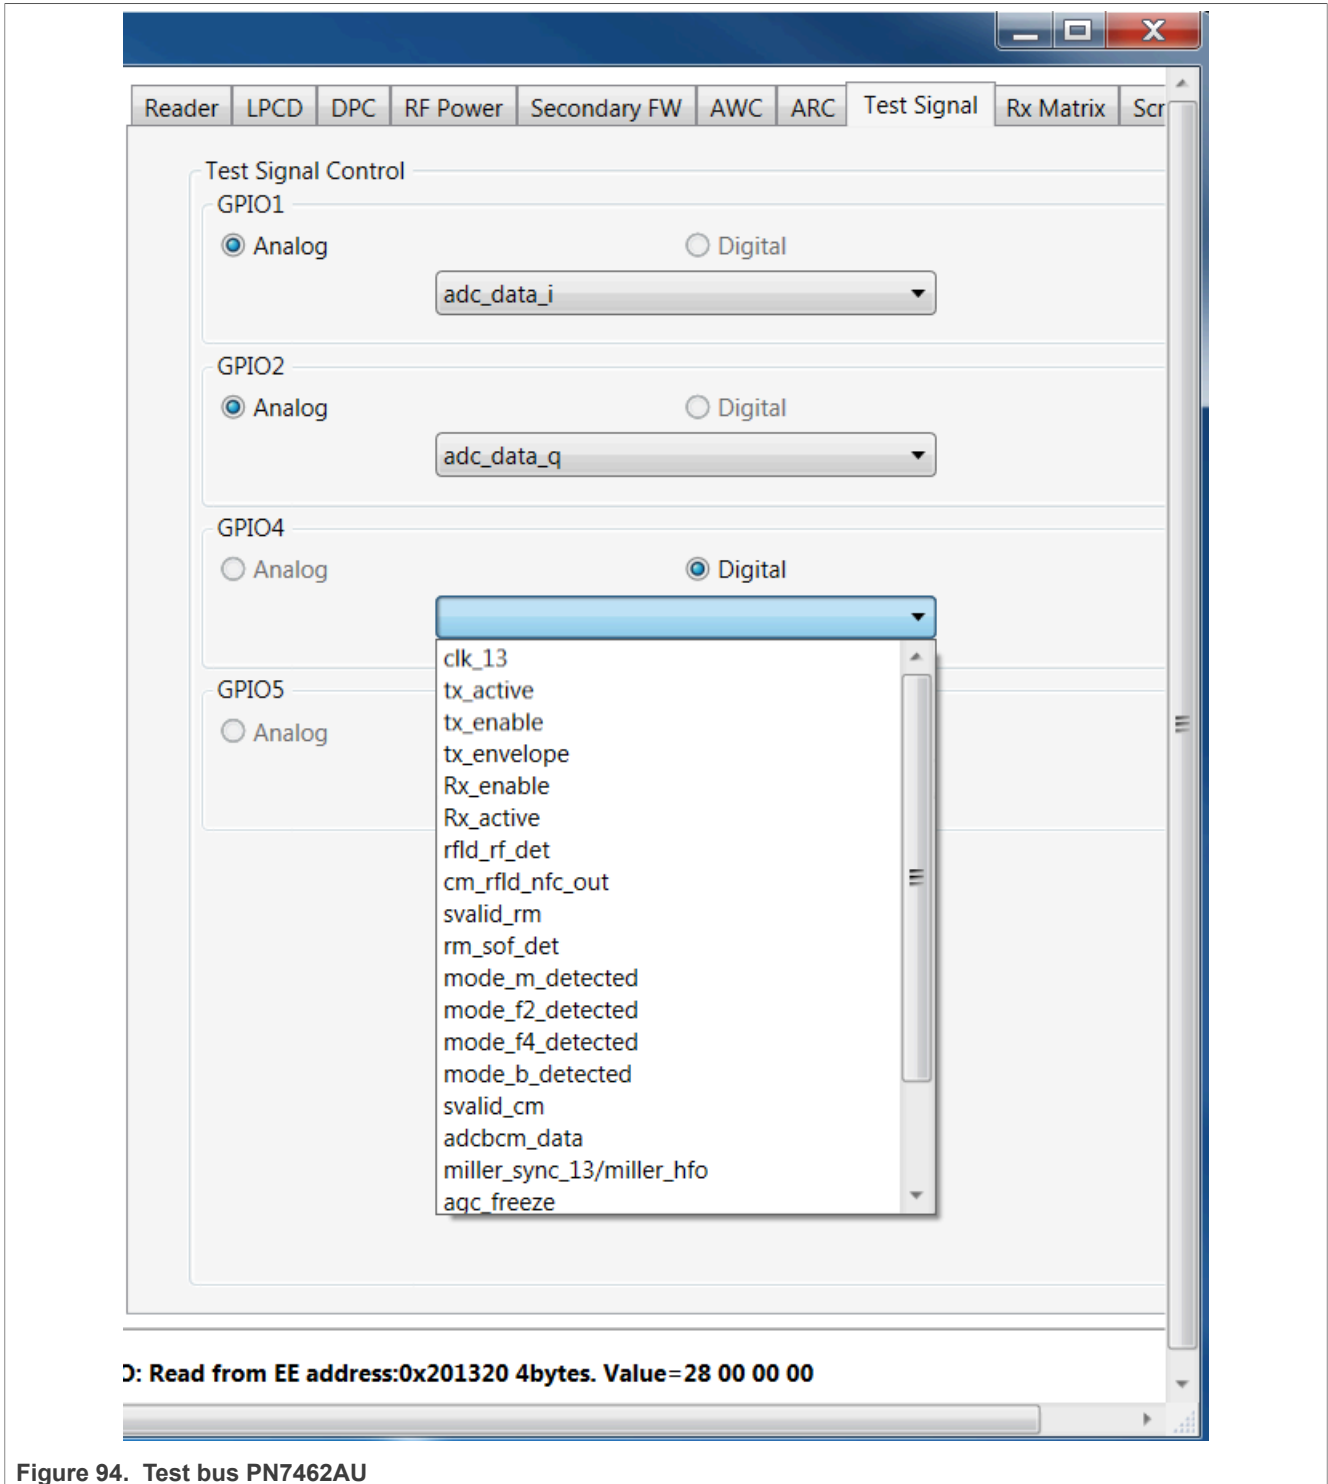 Reader LPCD DPC RF Power Secondary FW AWC ARC Test Signal Rx Matrix Scr
Test Signal Control
GPIO1
Analog Digital
adc_data_i
GPIO2
Analog Digital
adc_data_q
GPIO4
Analog Digital
clk_13
tx_active
GPIO5
tx_enable
Analog
tx_envelope
Rx_enable
Rx_active
rfld_rf_det
cm_rfld_nfc_out
svalid_rm
rm_sof_det
mode_m_detected
mode_f2_detected
mode_f4_detected
mode_b_detected
svalid_cm
adcbcm_data
miller_sync_13/miller_hfo
agc_freeze
O: Read from EE address:0x201320 4bytes. Value=28 00 00 00
Figure 94. Test bus PN7462AU